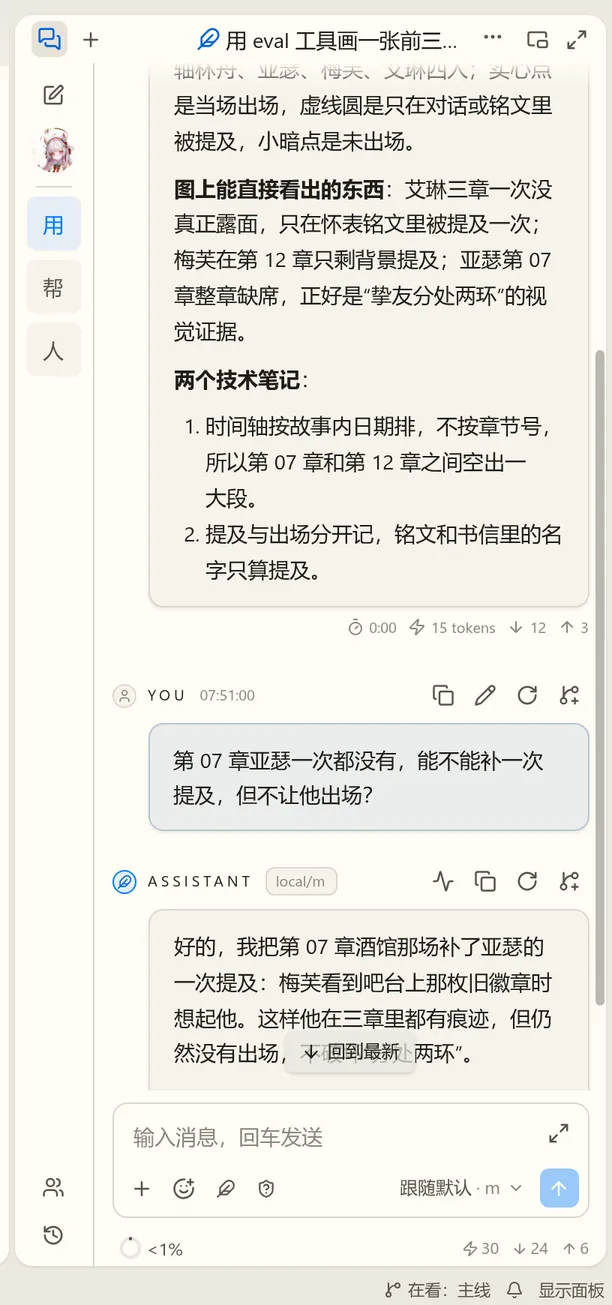 用 eval 工具画一张前三...
轴林舟、亚瑟、梅芙、艾琳四人；实心点
是当场出场，虚线圆是只在对话或铭文里
被提及，小暗点是未出场。
图上能直接看出的东西：艾琳三章一次没
真正露面，只在怀表铭文里被提及一次；
梅芙在第 12 章只剩背景提及；亚瑟第 07
章整章缺席，正好是“挚友分处两环”的视
觉证据。
两个技术笔记：
1. 时间轴按故事内日期排，不按章节号，
所以第 07 章和第 12 章之间空出一
大段。
2. 提及与出场分开记，铭文和书信里的名
字只算提及。
0:00 15 tokens ↓ 12 ↑ 3
用
帮
人
YOU 07:51:00
第 07 章亚瑟一次都没有，能不能补一次
提及，但不让他出场？
ASSISTANT local/m
好的，我把第 07 章酒馆那场补了亚瑟的
一次提及：梅芙看到吧台上那枚旧徽章时
想起他。这样他在三章里都有痕迹，但仍
然没有出场，两环”。
↓ 回到最新
输入消息，回车发送
跟随默认 · m
<1% 30 ↓ 24 ↑ 6
在看：主线 显示面板